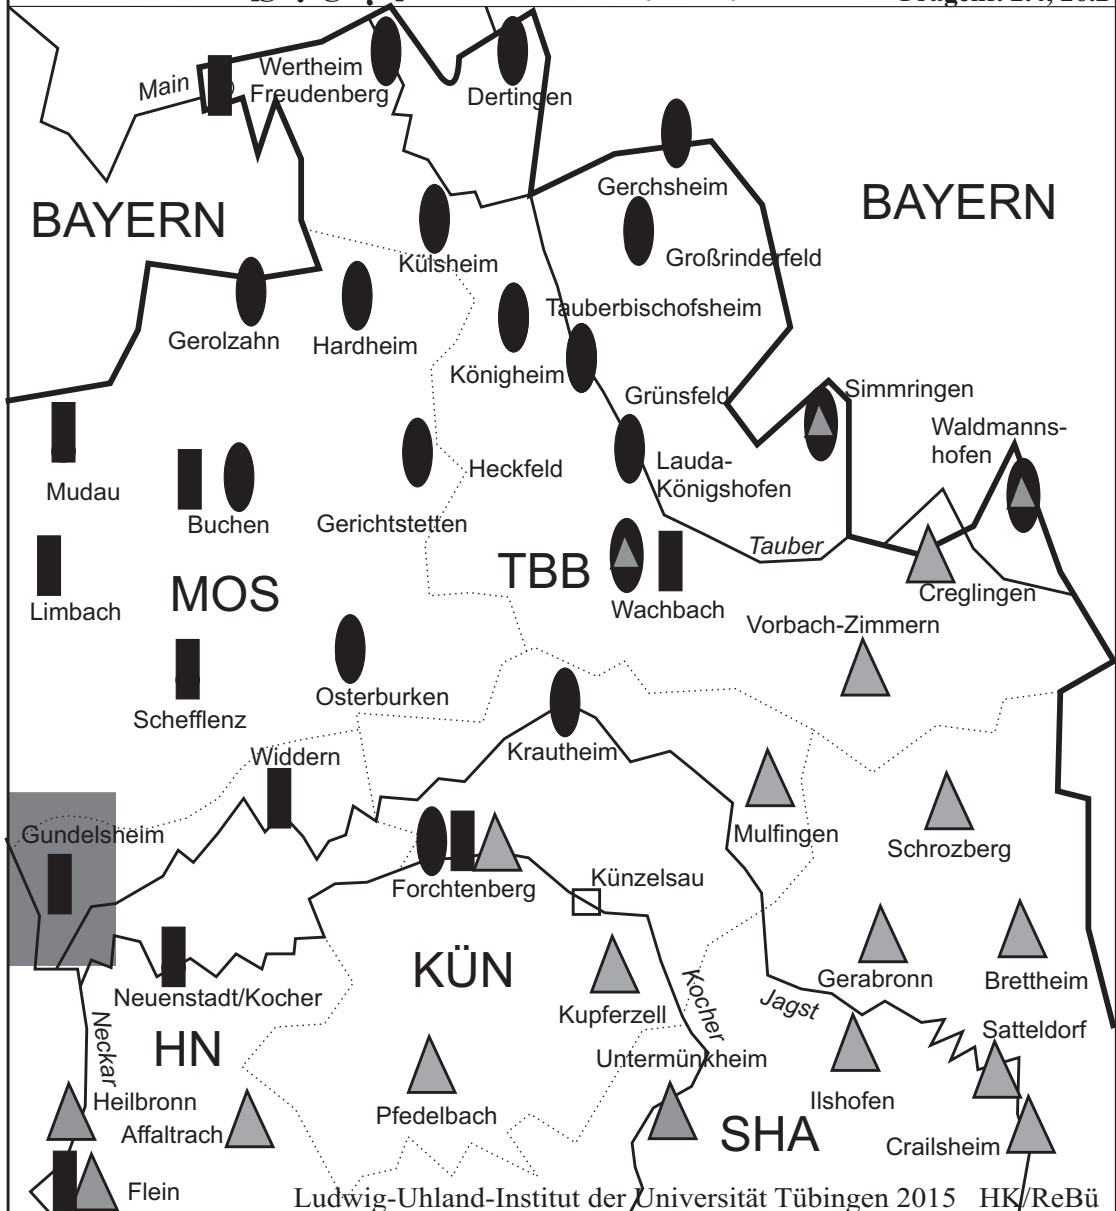 Main
Wertheim
Freudenberg
Dertingen
BAYERN
Gerchsheim
BAYERN
Külsheim
Großrinderfeld
Gerolzahn
Hardheim
Tauberbischofsheim
Königheim
Grünsfeld
Simmringen
Waldmanns-
hofen
Mudau
Buchen
Heckfeld
Lauda-
Königshofen
Gerichtstetten
Tauber
Limbach
MOS
TBB
Wachbach
Creglingen
Vorbach-Zimmern
Schefflenz
Osterburken
Krautheim
Widdern
Gundelsheim
Mulfingen
Schrozberg
Forchtenberg
Künzelsau
Neuenstadt/Kocher
KÜN
Kupferzell
Kocher
Jagst
Gerabronn
Brettheim
Neckar
HN
Untermünkheim
Satteldorf
Heilbronn
Affaltrach
Pfedelbach
SHA
Ilshofen
Crailsheim
Flein
Ludwig-Uhland-Institut der Universität Tübingen 2015 HK/ReBü